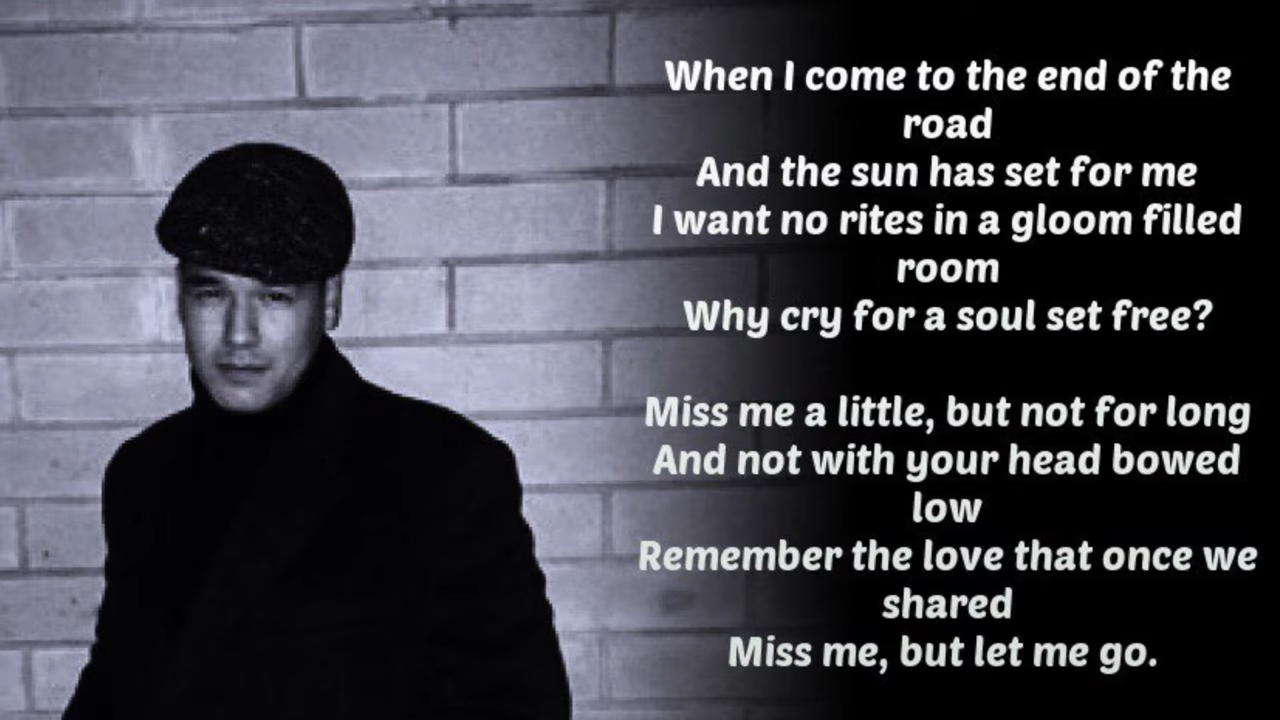 When I come to the end of the
road
And the sun has set for me
I want no rites in a gloom filled
room
Why cry for a soul set free?
Miss me a little, but not for long
And not with your head bowed
low
Remember the love that once we
shared
Miss me, but let me go.